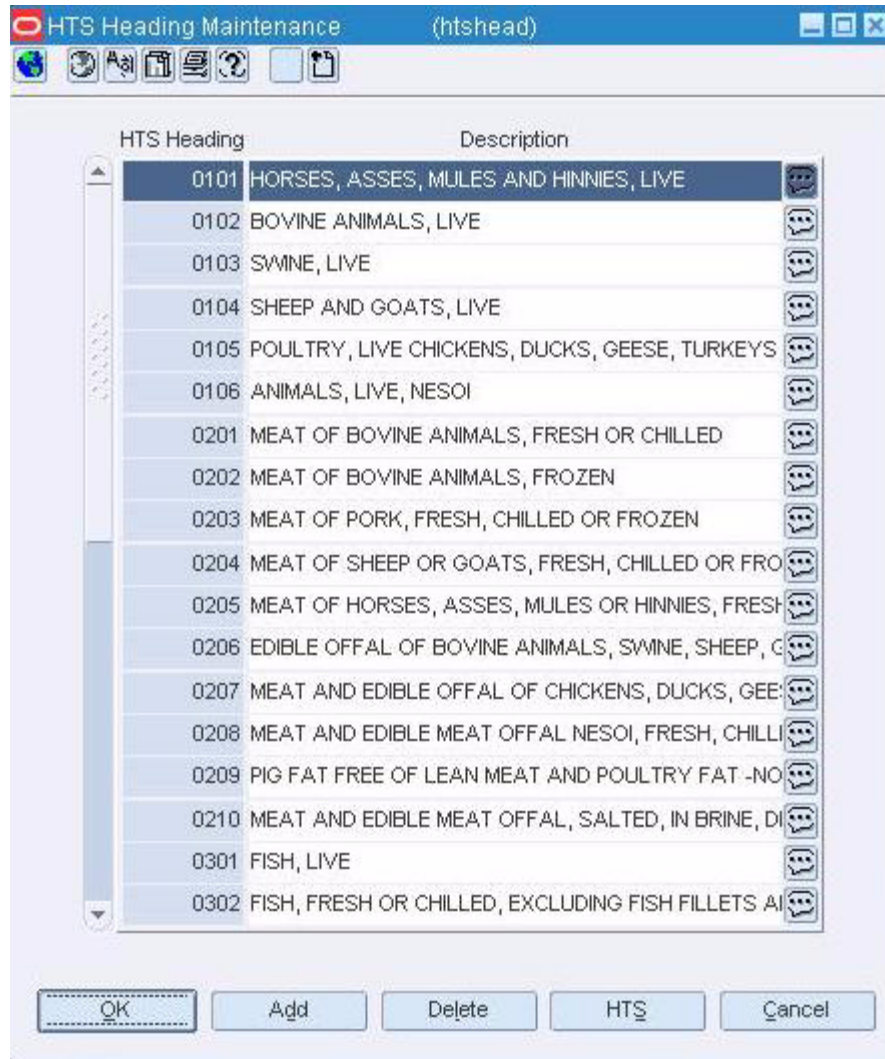 HTS Heading Maintenance (htshead)
HTS Heading Description
0101 HORSES, ASSES, MULES AND HINNIES, LIVE
0102 BOVINE ANIMALS, LIVE
0103 SWINE, LIVE
0104 SHEEP AND GOATS, LIVE
0105 POULTRY, LIVE CHICKENS, DUCKS, GEESE, TURKEYS
0106 ANIMALS, LIVE, NESOI
0201 MEAT OF BOVINE ANIMALS, FRESH OR CHILLED
0202 MEAT OF BOVINE ANIMALS, FROZEN
0203 MEAT OF PORK, FRESH, CHILLED OR FROZEN
0204 MEAT OF SHEEP OR GOATS, FRESH, CHILLED OR FRO
0205 MEAT OF HORSES, ASSES, MULES OR HINNIES, FRESH
0206 EDIBLE OFFAL OF BOVINE ANIMALS, SWINE, SHEEP, G
0207 MEAT AND EDIBLE OFFAL OF CHICKENS, DUCKS, GEES
0208 MEAT AND EDIBLE MEAT OFFAL NESOI, FRESH, CHILL
0209 PIG FAT FREE OF LEAN MEAT AND POULTRY FAT -NO
0210 MEAT AND EDIBLE MEAT OFFAL, SALTED, IN BRINE, D
0301 FISH, LIVE
0302 FISH, FRESH OR CHILLED, EXCLUDING FISH FILLETS A
OK Add Delete HTS Cancel